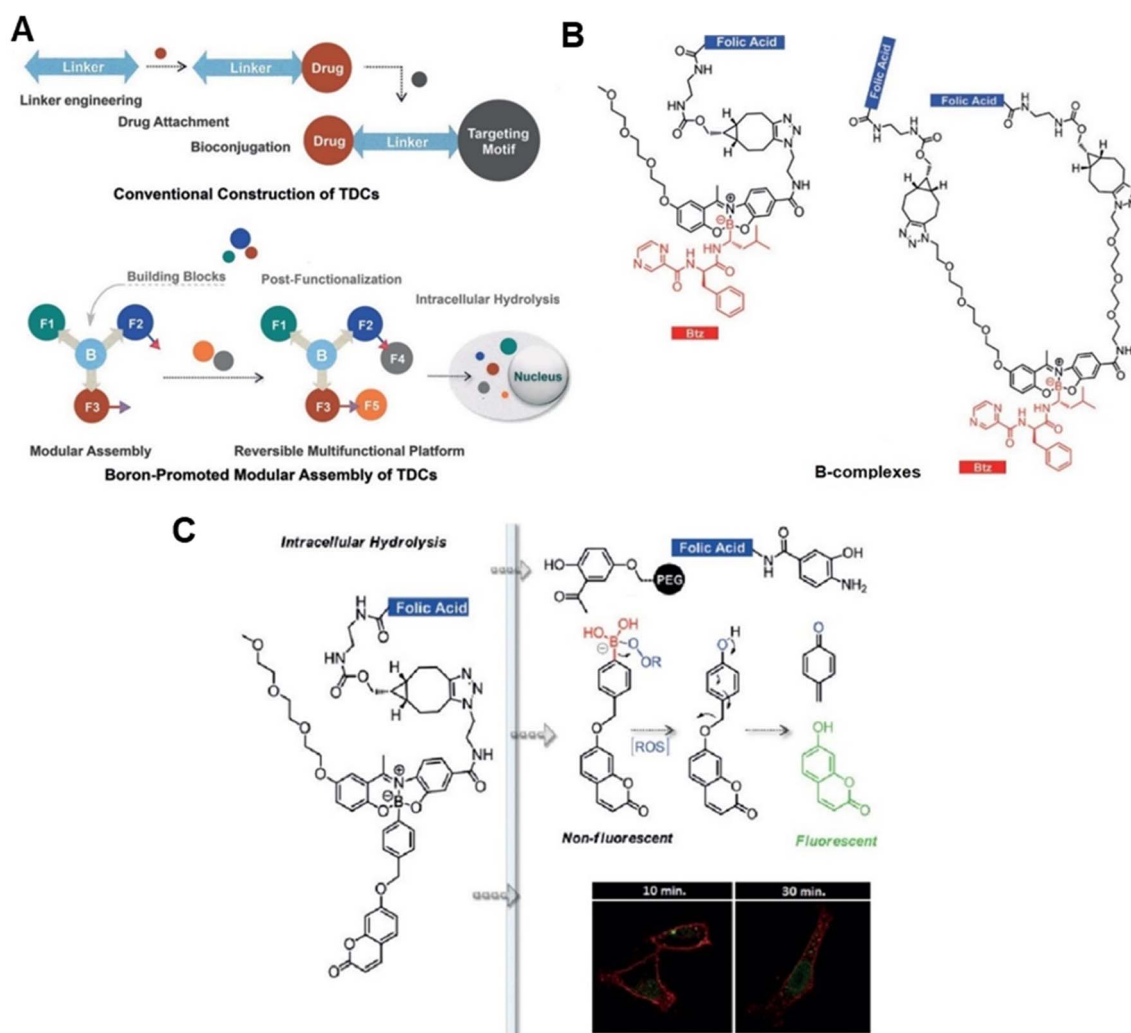 A
Linker
Linker
Drug
Linker engineering
Drug Attachment
Bioconjugation
Drug
Linker
Targeting
Motif
Conventional Construction of TDCs
Building Blocks
Post-Functionalization
Intracellular Hydrolysis
F1
F2
B
F3
F1
F2
B
F4
F3
F5
Nucleus
Modular Assembly
Reversible Multifunctional Platform
Boron-Promoted Modular Assembly of TDCs
B
Folic Acid
Btz
Folic Acid
Folic Acid
Btz
B-complexes
C
Intracellular Hydrolysis
Folic Acid
PEG
Folic Acid
[ROS]
Non-fluorescent
Fluorescent
10 min.
30 min.